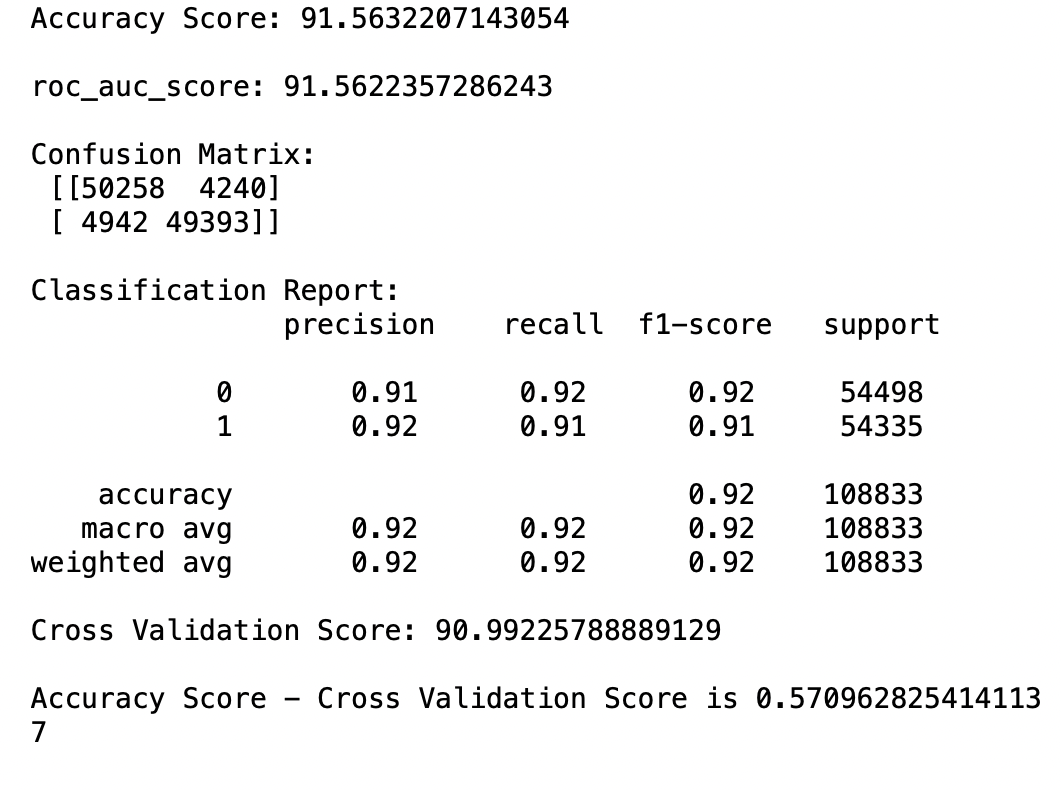 Accuracy Score: 91.5632207143054
roc_auc_score: 91.5622357286243
Confusion Matrix:
[[50258  4240]
[ 4942 49393]]
Classification Report:
precision    recall  f1-score   support
0       0.91      0.92      0.92     54498
1       0.92      0.91      0.91     54335
accuracy                           0.92    108833
macro avg       0.92      0.92      0.92    108833
weighted avg       0.92      0.92      0.92    108833
Cross Validation Score: 90.99225788889129
Accuracy Score - Cross Validation Score is 0.570962825414113
7